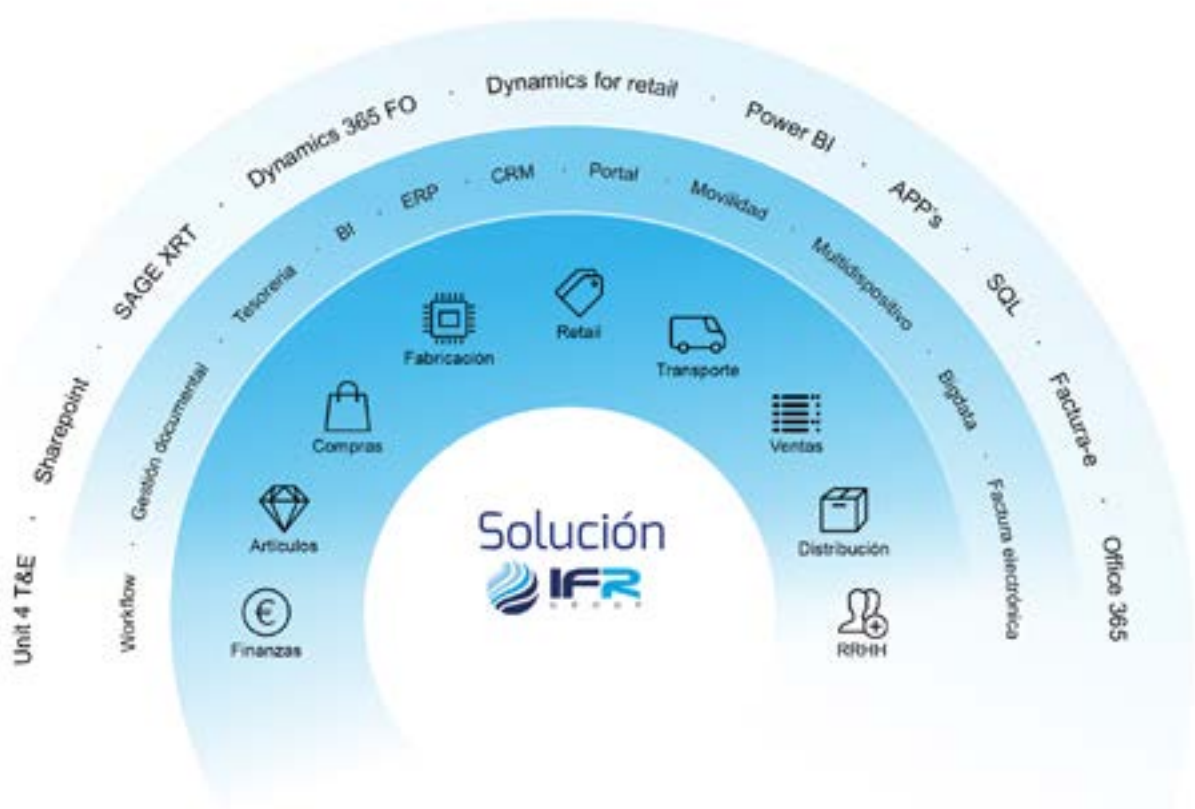 Unit 4 T&E
Sharepoint
SAGE XRT
Dynamics 365 FO
Dynamics for retail
Power BI
APP's
SQL
Factura-e
Office 365
Workflow
Gestión documental
Tesorería
BI
ERP
CRM
Portal
Movilidad
Multidispositivo
Bigdata
Factura electrónica
Finanzas
Artículos
Compras
Fabricación
Retail
Transporte
Ventas
Distribución
RRHH
Solución
IFR
GROUP